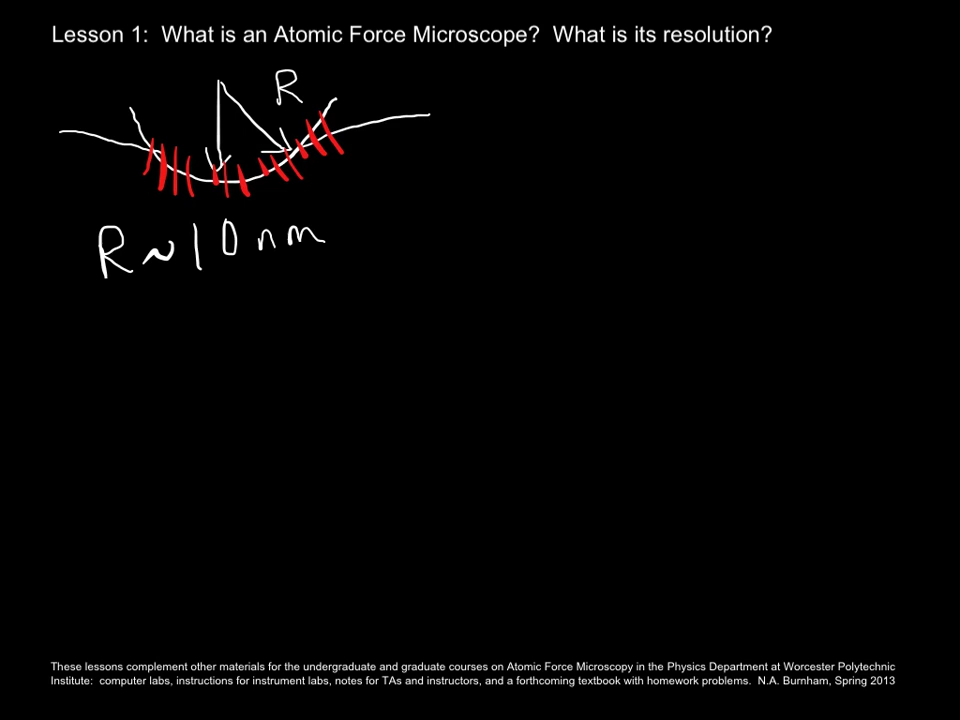 Lesson 1: What is an Atomic Force Microscope? What is its resolution?
R
R ~ 10 nm
These lessons complement other materials for the undergraduate and graduate courses on Atomic Force Microscopy in the Physics Department at Worcester Polytechnic
Institute: computer labs, instructions for instrument labs, notes for TAs and instructors, and a forthcoming textbook with homework problems. N.A. Burnham, Spring 2013